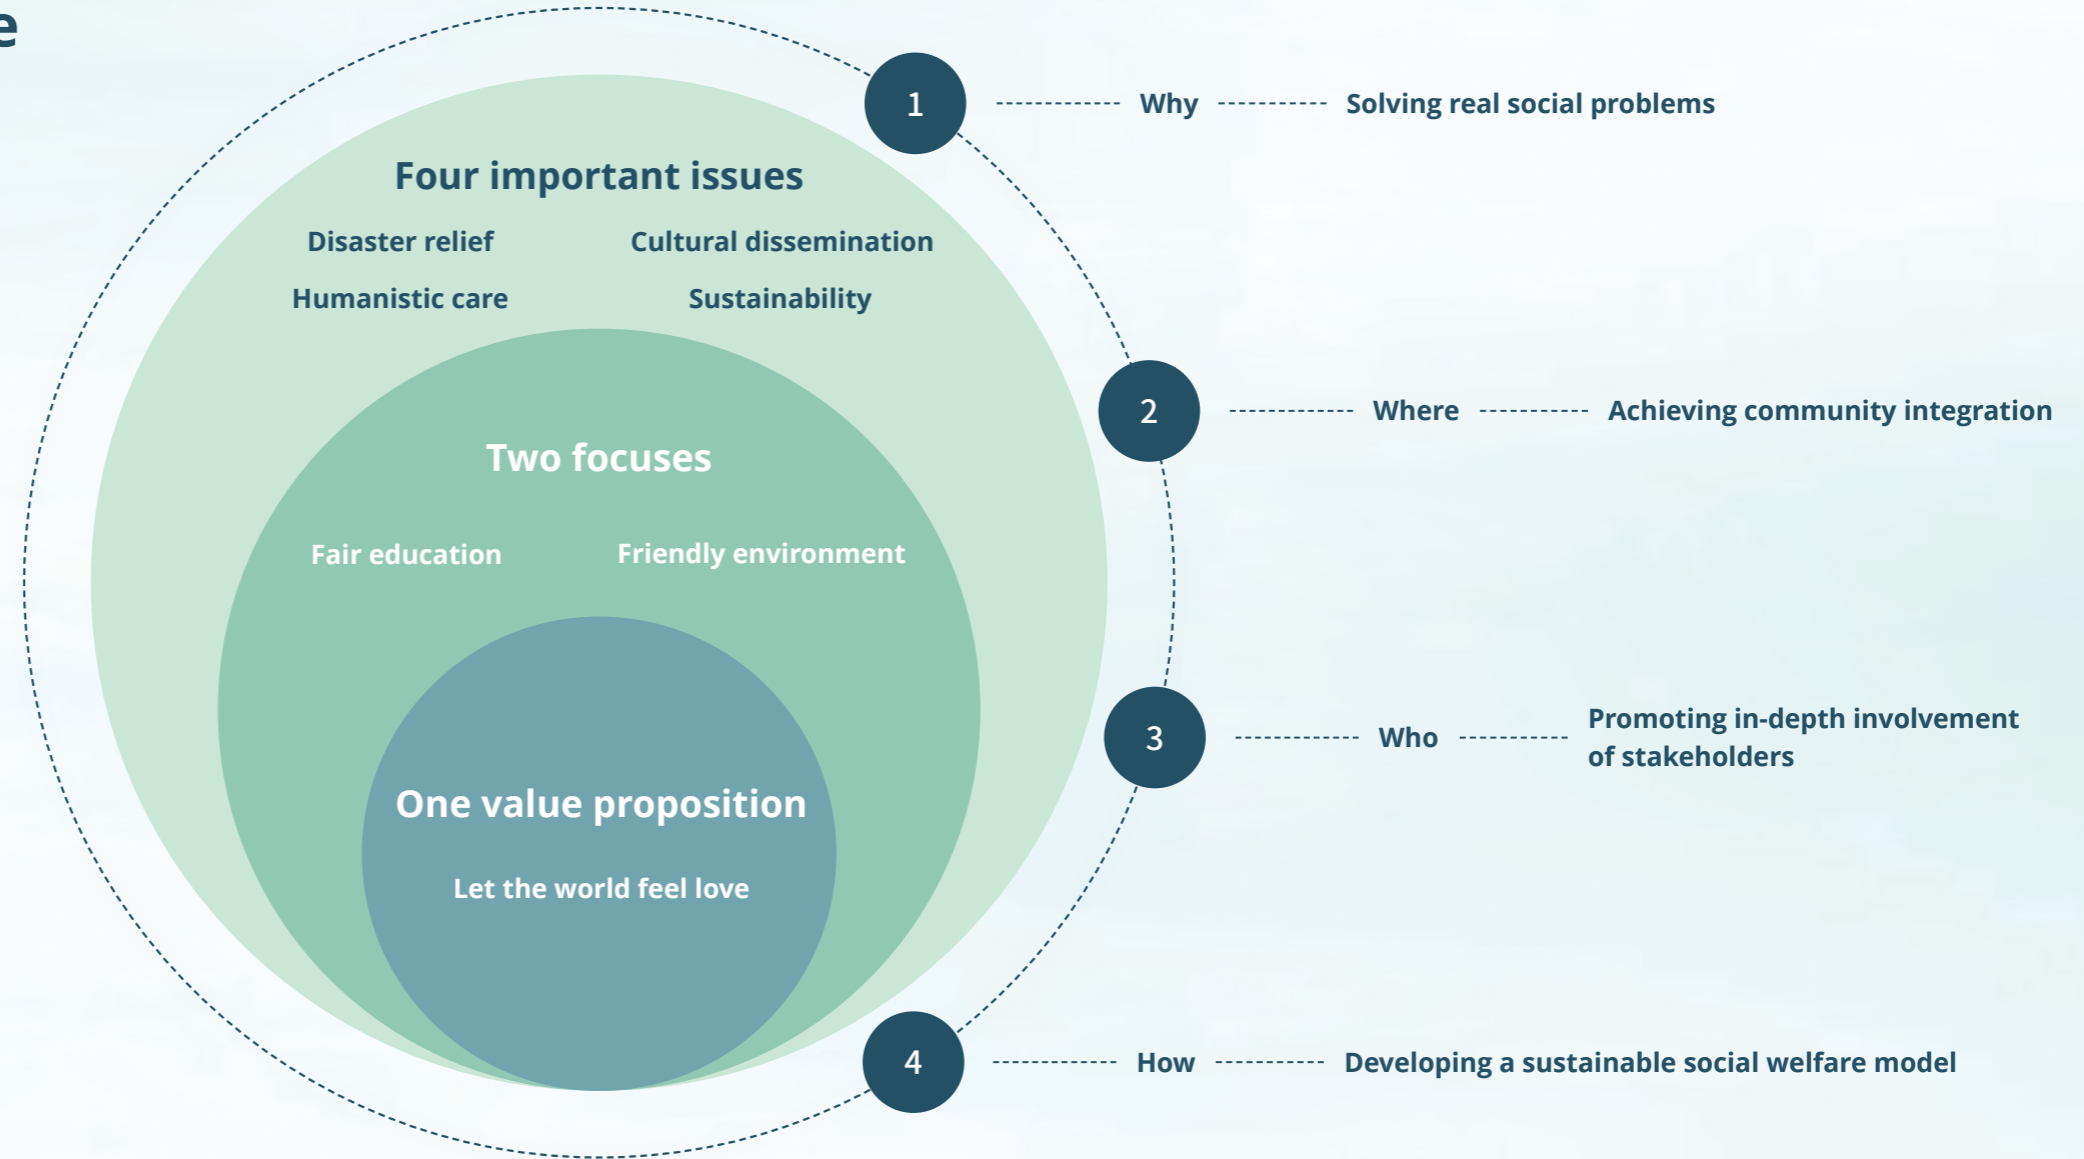 Four important issues
Disaster relief
Cultural dissemination
Humanistic care
Sustainability
Two focuses
Fair education
Friendly environment
One value proposition
Let the world feel love
1
Why
Solving real social problems
2
Where
Achieving community integration
3
Who
Promoting in-depth involvement
of stakeholders
4
How
Developing a sustainable social welfare model